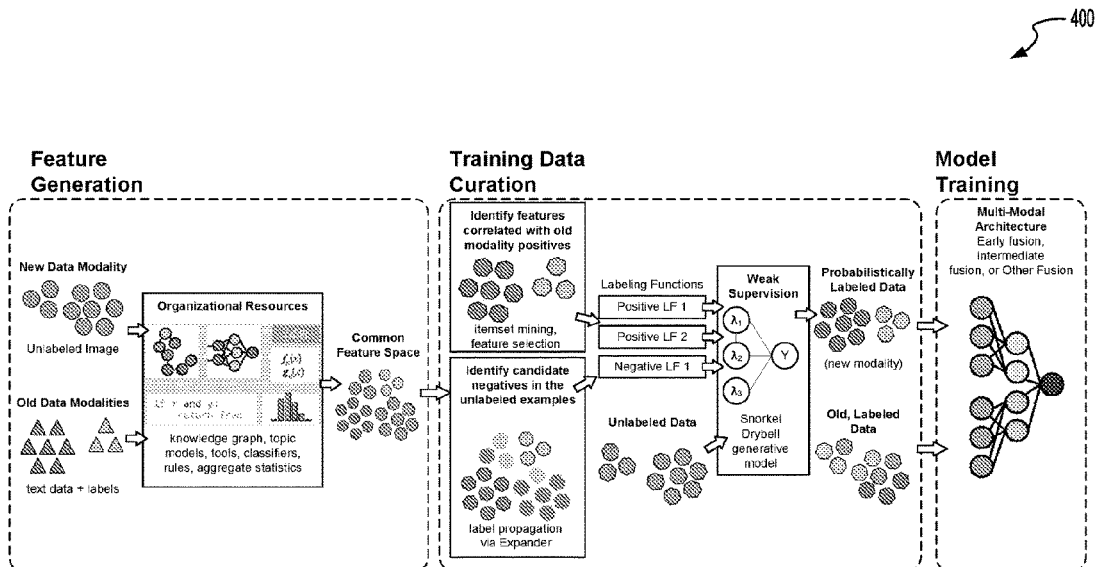 400
Feature
Generation
Training Data
Curation
Model
Training
New Data Modality
Unlabeled Image
Old Data Modalities
text data + labels
Organizational Resources
knowledge graph, topic
models, tools, classifiers,
rules, aggregate statistics
Common
Feature Space
Identify features
correlated with old
modality positives
itemset mining,
feature selection
Identify candidate
negatives in the
unlabeled examples
label propagation
via Expander
Labeling Functions
Positive LF 1
Positive LF 2
Negative LF 1
Unlabeled Data
Weak
Supervision
λ1
λ2
λ3
Y
Snorkel
Drybell
generative
model
Probabilistically
Labeled Data
(new modality)
Old, Labeled
Data
Multi-Modal
Architecture
Early fusion,
intermediate
fusion, or Other Fusion